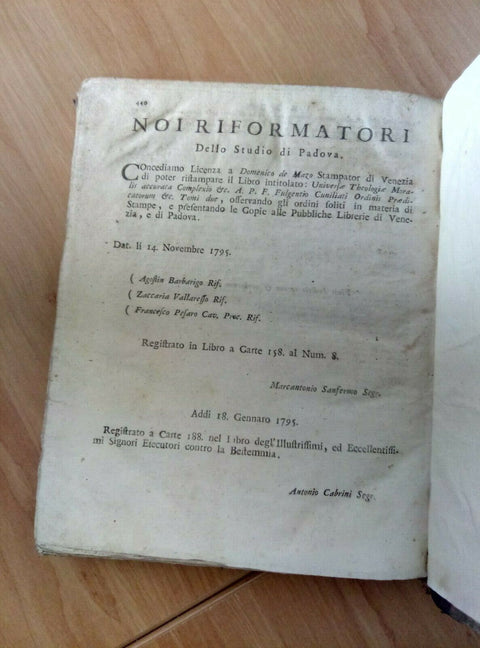 440
NOI RIFORMATORI
Dello Studio di Padova.
COncediamo Licenza a Domenico de Mazo Stampator di Venezia
di poter ristampare il Libro intitolato: Universæ Theologiæ Mora-
lis accurata Complexio &c. A. P. F. Fulgentio Cuniliati Ordinis Prædi-
catorum &c. Tomi due, osservando gli ordini soliti in materia di
Stampe, e presentando le Copie alle Pubbliche Librerie di Vene-
zia, e di Padova.
Dat. li 14. Novembre 1795.
( Agostin Barbarigo Rif.
( Zaccaria Vallaresso Rif.
( Francesco Pesaro Cav. Proc. Rif.
Registrato in Libro a Carte 158. al Num. 8.
Marcantonio Sanfermo Segr.
Addì 18. Gennaro 1795.
Registrato a Carte 188. nel Libro degl'Illustrissimi, ed Eccellentissi-
mi Signori Esecutori contro la Bestemmia.
Antonio Cabrini Segr.